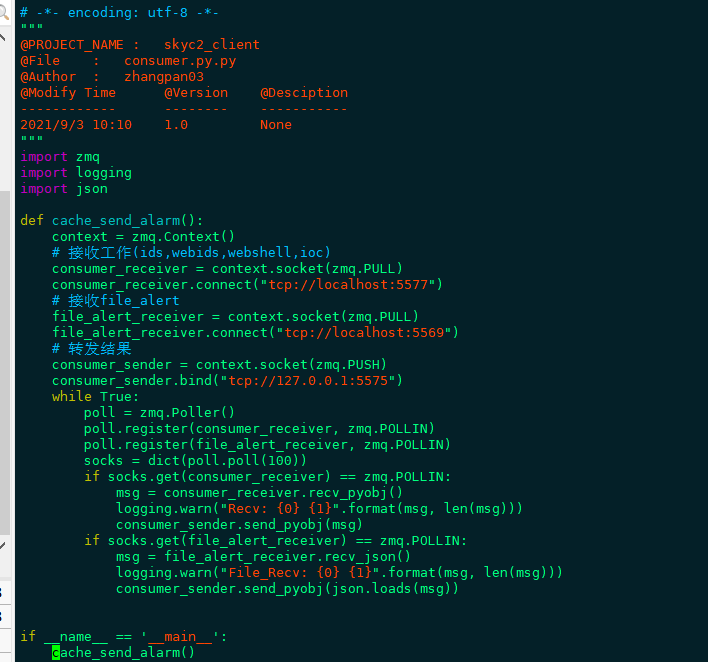 # -*- encoding: utf-8 -*-
"""
@PROJECT_NAME :   skyc2_client
@File    :   consumer.py.py
@Author  :   zhangpan03
@Modify Time      @Version    @Desciption
------------      --------    -----------
2021/9/3 10:10    1.0         None
"""
import zmq
import logging
import json

def cache_send_alarm():
    context = zmq.Context()
    # 接收工作(ids,webids,webshell,ioc)
    consumer_receiver = context.socket(zmq.PULL)
    consumer_receiver.connect("tcp://localhost:5577")
    # 接收file_alert
    file_alert_receiver = context.socket(zmq.PULL)
    file_alert_receiver.connect("tcp://localhost:5569")
    # 转发结果
    consumer_sender = context.socket(zmq.PUSH)
    consumer_sender.bind("tcp://127.0.0.1:5575")
    while True:
        poll = zmq.Poller()
        poll.register(consumer_receiver, zmq.POLLIN)
        poll.register(file_alert_receiver, zmq.POLLIN)
        socks = dict(poll.poll(100))
        if socks.get(consumer_receiver) == zmq.POLLIN:
            msg = consumer_receiver.recv_pyobj()
            logging.warn("Recv: {0} {1}".format(msg, len(msg)))
            consumer_sender.send_pyobj(msg)
        if socks.get(file_alert_receiver) == zmq.POLLIN:
            msg = file_alert_receiver.recv_json()
            logging.warn("File_Recv: {0} {1}".format(msg, len(msg)))
            consumer_sender.send_pyobj(json.loads(msg))


if __name__ == '__main__':
    cache_send_alarm()